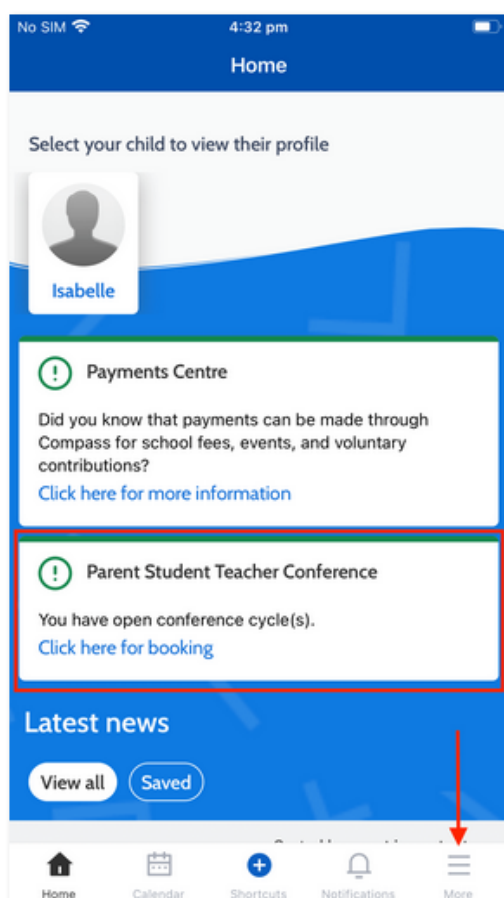 No SIM 4:32 pm
Home
Select your child to view their profile
Isabelle
Payments Centre
Did you know that payments can be made through
Compass for school fees, events, and voluntary
contributions?
Click here for more information
Parent Student Teacher Conference
You have open conference cycle(s).
Click here for booking
Latest news
View all Saved
Home Calendar Shortcuts Notifications More